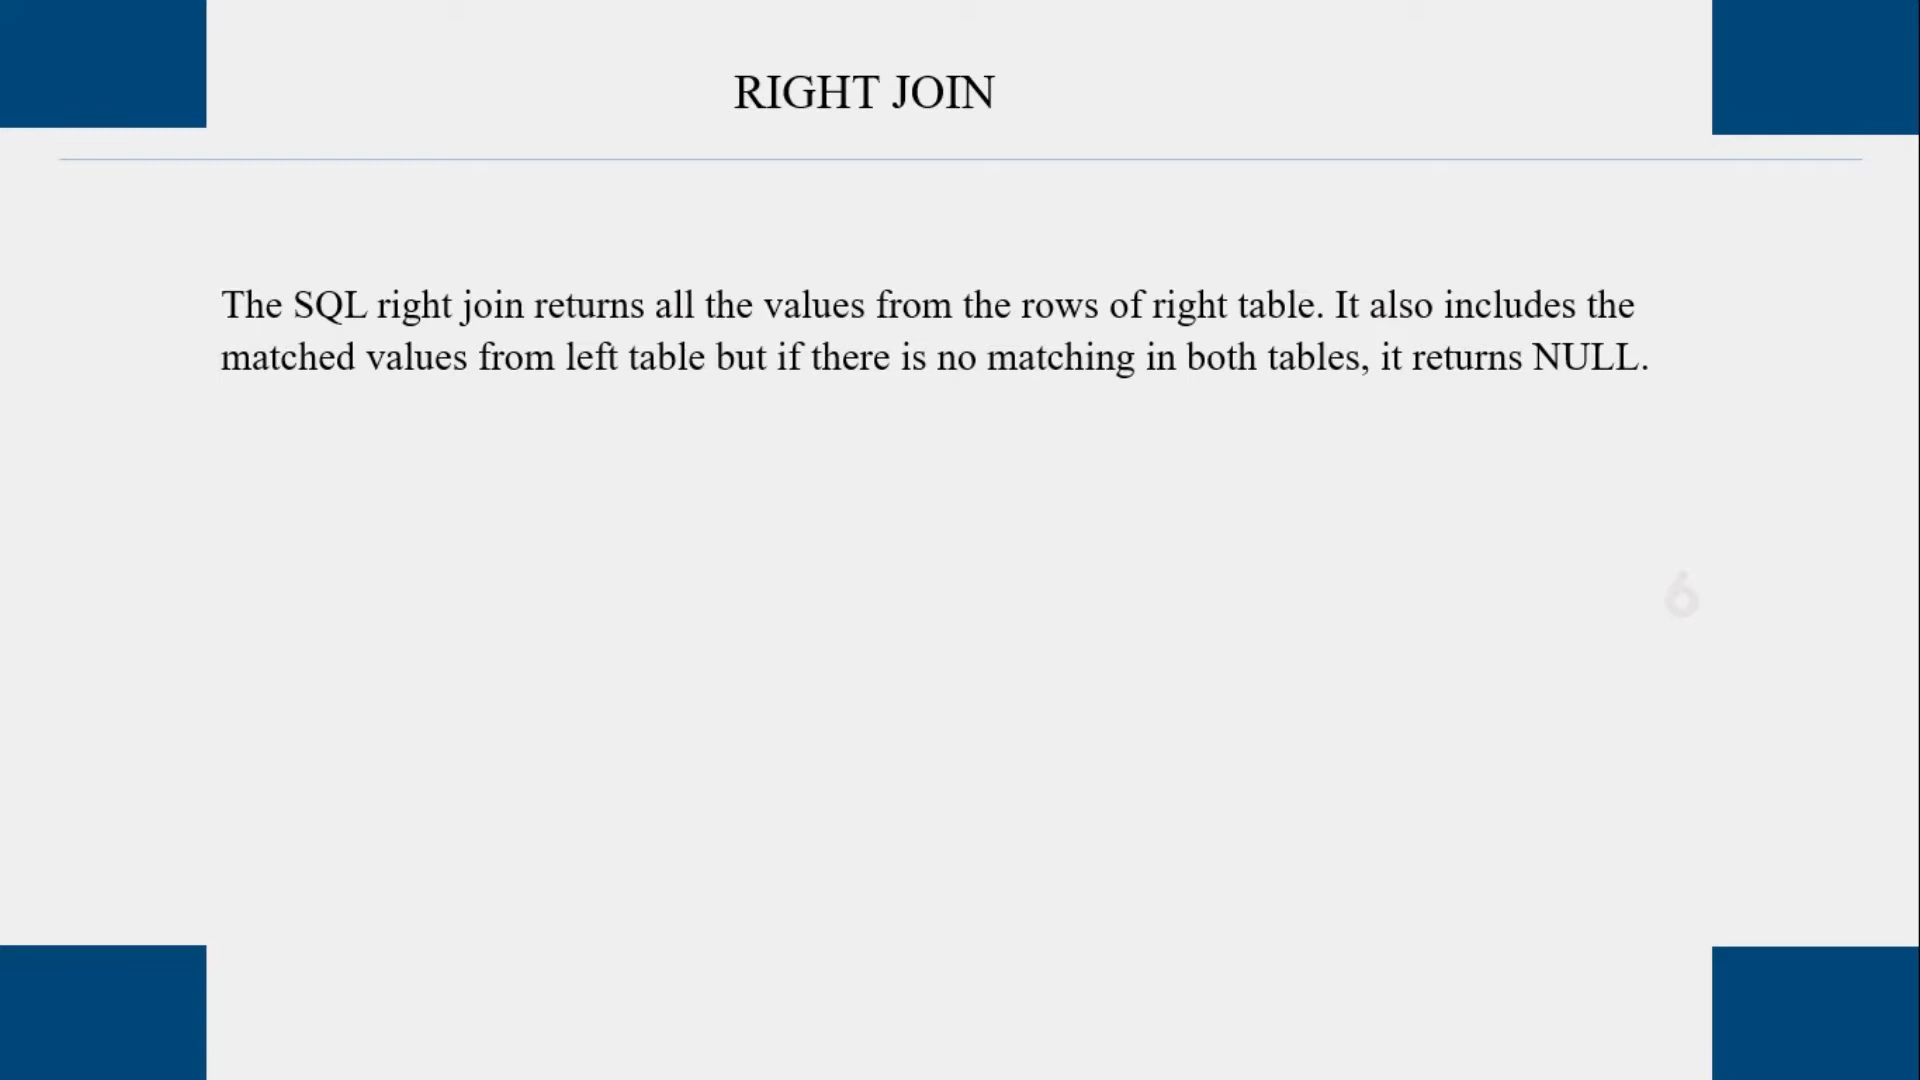 RIGHT JOIN
The SQL right join returns all the values from the rows of right table. It also includes the
matched values from left table but if there is no matching in both tables, it returns NULL.
6